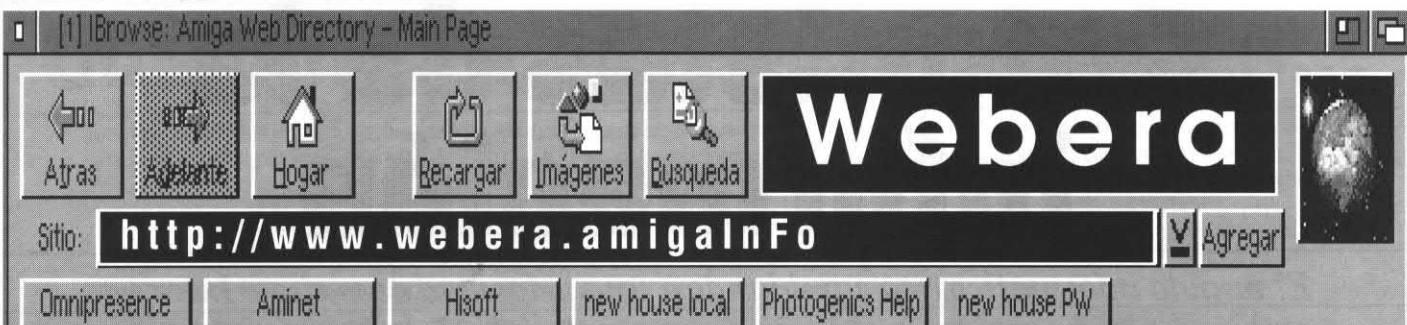 [1] IBrowse: Amiga Web Directory – Main Page
Atras Adelante Hogar Recargar Imágenes Búsqueda Webera
Sitio: http://www.webera.amigaInFo V Agregar
Omnipresence Aminet Hisoft new house local Photogenics Help new house PW